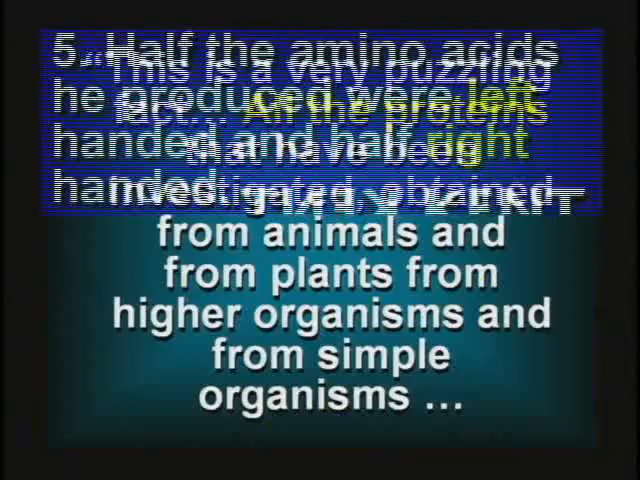 5. Half the amino acids
he produced were left
handed and half right
handed.
"This is a very puzzling
fact... All the proteins
that have been
investigated, obtained
from animals and
from plants from
higher organisms and
from simple
organisms ...